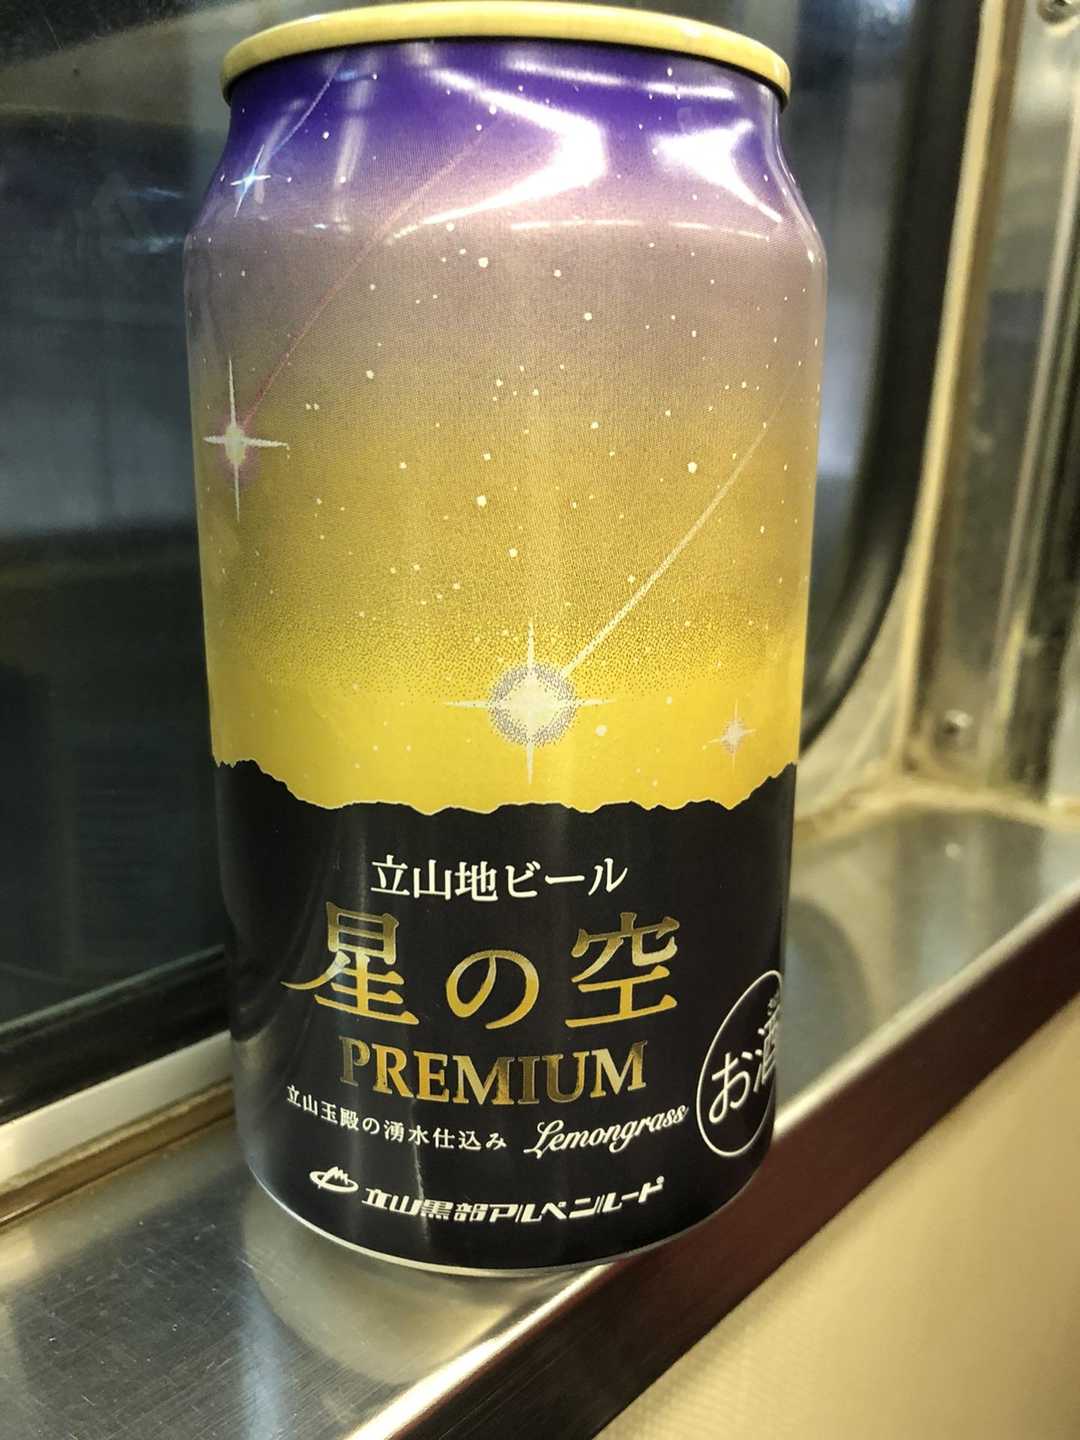 立山地ビール
星の空
PREMIUM
立山玉殿の湧水仕込み Lemongrass
お酒
立山黒部アルペンルート